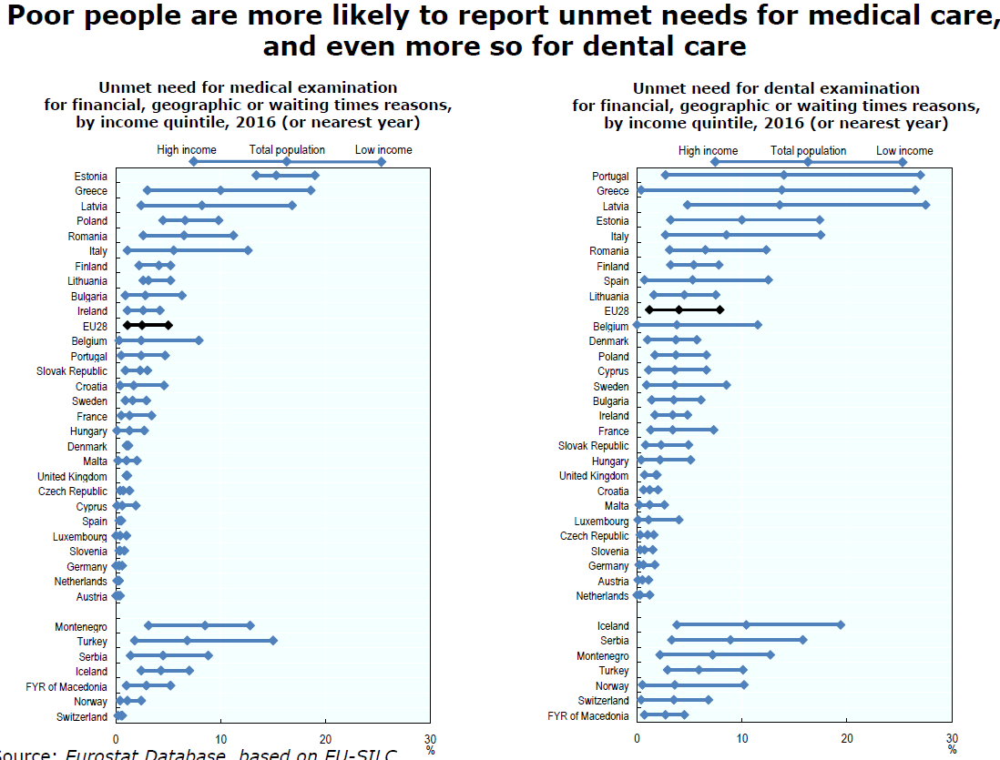 Poor people are more likely to report unmet needs for medical care,
and even more so for dental care
Unmet need for medical examination
for financial, geographic or waiting times reasons,
by income quintile, 2016 (or nearest year)
High income Total population Low income
Estonia
Greece
Latvia
Poland
Romania
Italy
Finland
Lithuania
Bulgaria
Ireland
EU28
Belgium
Portugal
Slovak Republic
Croatia
Sweden
France
Hungary
Denmark
Malta
United Kingdom
Czech Republic
Cyprus
Spain
Luxembourg
Slovenia
Germany
Netherlands
Austria
Montenegro
Turkey
Serbia
Iceland
FYR of Macedonia
Norway
Switzerland
0 10 20 30
%
Unmet need for dental examination
for financial, geographic or waiting times reasons,
by income quintile, 2016 (or nearest year)
High income Total population Low income
Portugal
Greece
Latvia
Estonia
Italy
Romania
Finland
Spain
Lithuania
EU28
Belgium
Denmark
Poland
Cyprus
Sweden
Bulgaria
Ireland
France
Slovak Republic
Hungary
United Kingdom
Croatia
Malta
Luxembourg
Czech Republic
Slovenia
Germany
Austria
Netherlands
Iceland
Serbia
Montenegro
Turkey
Norway
Switzerland
FYR of Macedonia
0 10 20 30
%
Source: Eurostat Database, based on EU-SILC